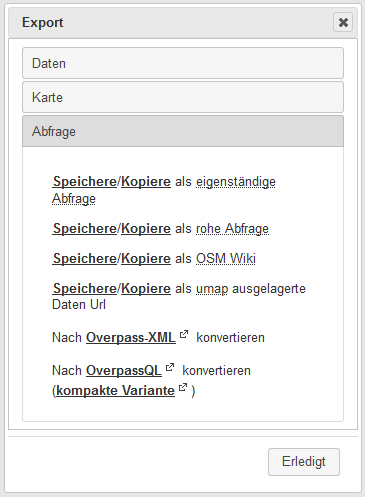 Export
Daten
Karte
Abfrage
Speichere/Kopiere als eigenständige
Abfrage
Speichere/Kopiere als rohe Abfrage
Speichere/Kopiere als OSM Wiki
Speichere/Kopiere als umap ausgelagerte
Daten Url
Nach Overpass-XML konvertieren
Nach OverpassQL konvertieren
(kompakte Variante )
Erledigt